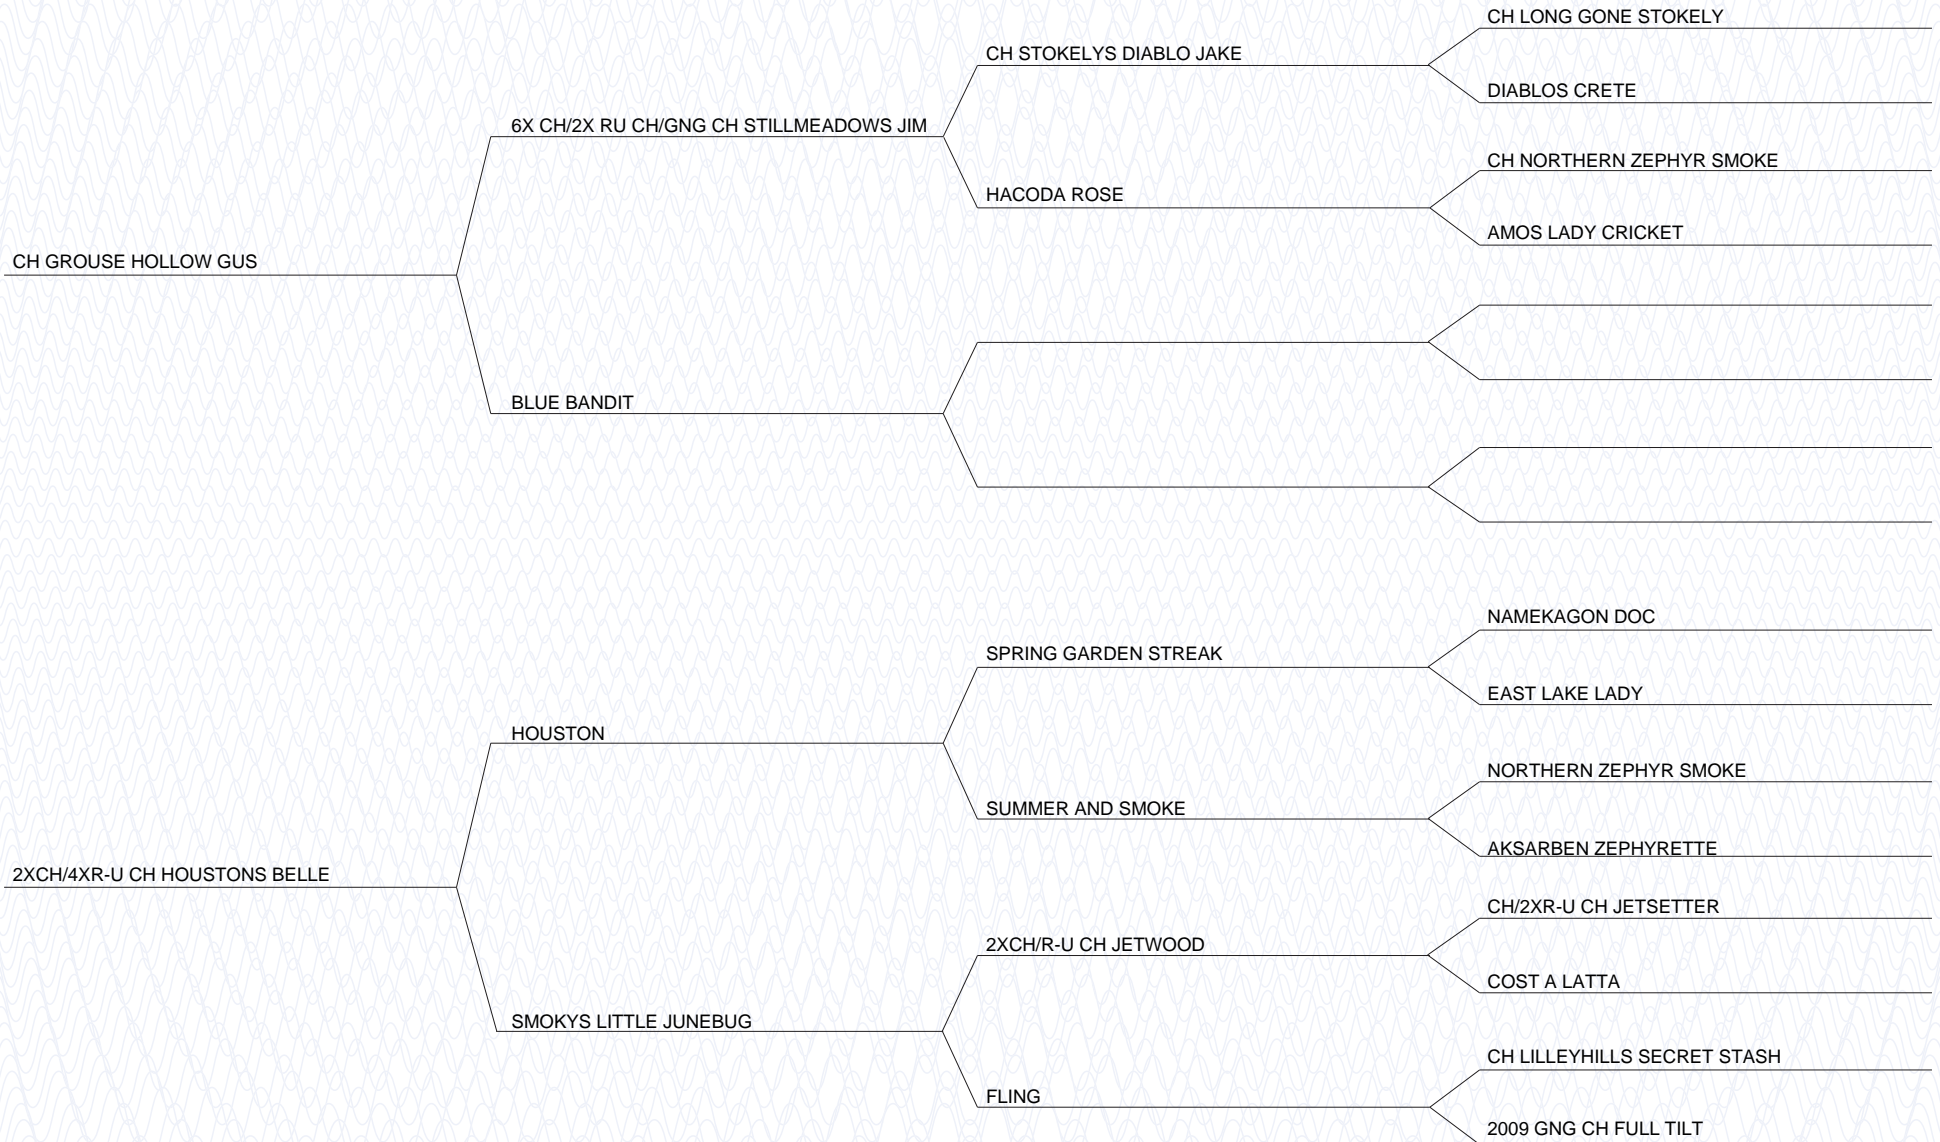 CH LONG GONE STOKELY
CH STOKELYS DIABLO JAKE
DIABLOS CRETE
6X CH/2X RU CH/GNG CH STILLMEADOWS JIM
CH NORTHERN ZEPHYR SMOKE
HACODA ROSE
AMOS LADY CRICKET
CH GROUSE HOLLOW GUS
BLUE BANDIT
NAMEKAGON DOC
SPRING GARDEN STREAK
EAST LAKE LADY
HOUSTON
NORTHERN ZEPHYR SMOKE
SUMMER AND SMOKE
AKSARBEN ZEPHYRETTE
2XCH/4XR-U CH HOUSTONS BELLE
CH/2XR-U CH JETSETTER
2XCH/R-U CH JETWOOD
COST A LATTA
SMOKYS LITTLE JUNEBUG
CH LILLEYHILLS SECRET STASH
FLING
2009 GNG CH FULL TILT